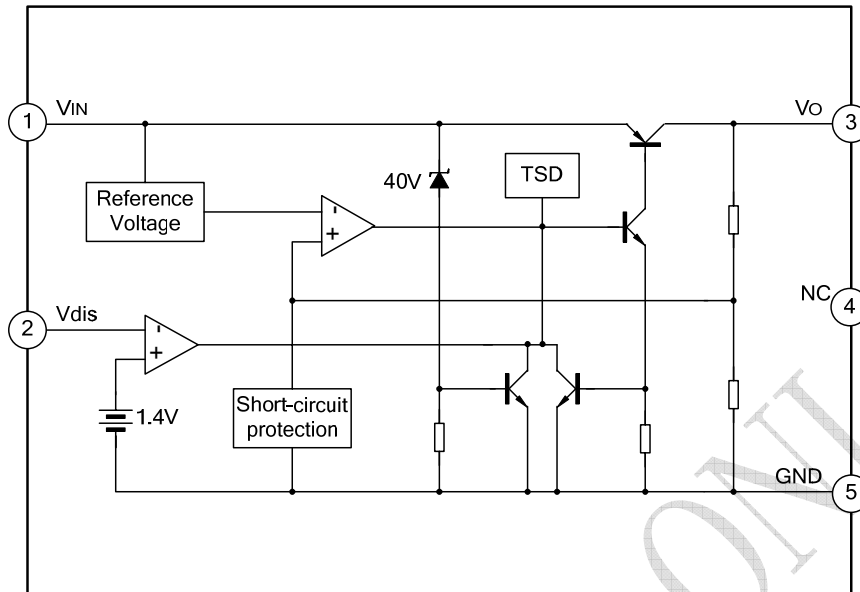 1 VIN VO 3
40V TSD
Reference
Voltage
-
+
2 Vdis NC 4
-
+
1.4V Short-circuit
protection
GND 5
ONL